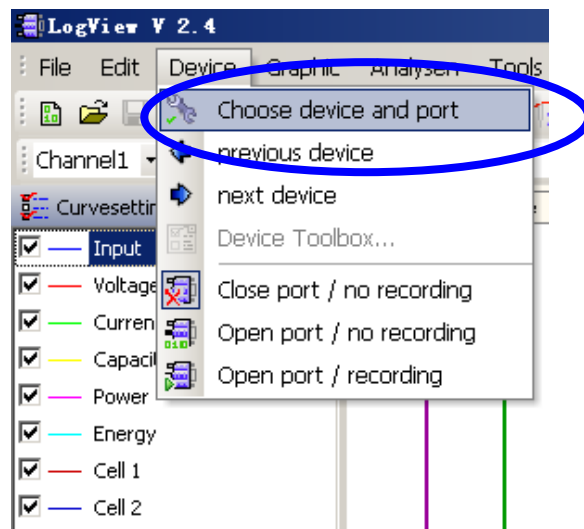 LogView V 2.4
File Edit Device Graphic Analysen Tools
Choose device and port
Channel1
previous device
next device
Curvesettin
Device Toolbox...
Input
Close port / no recording
Voltage
Open port / no recording
Curren
Open port / recording
Capacit
Power
Energy
Cell 1
Cell 2